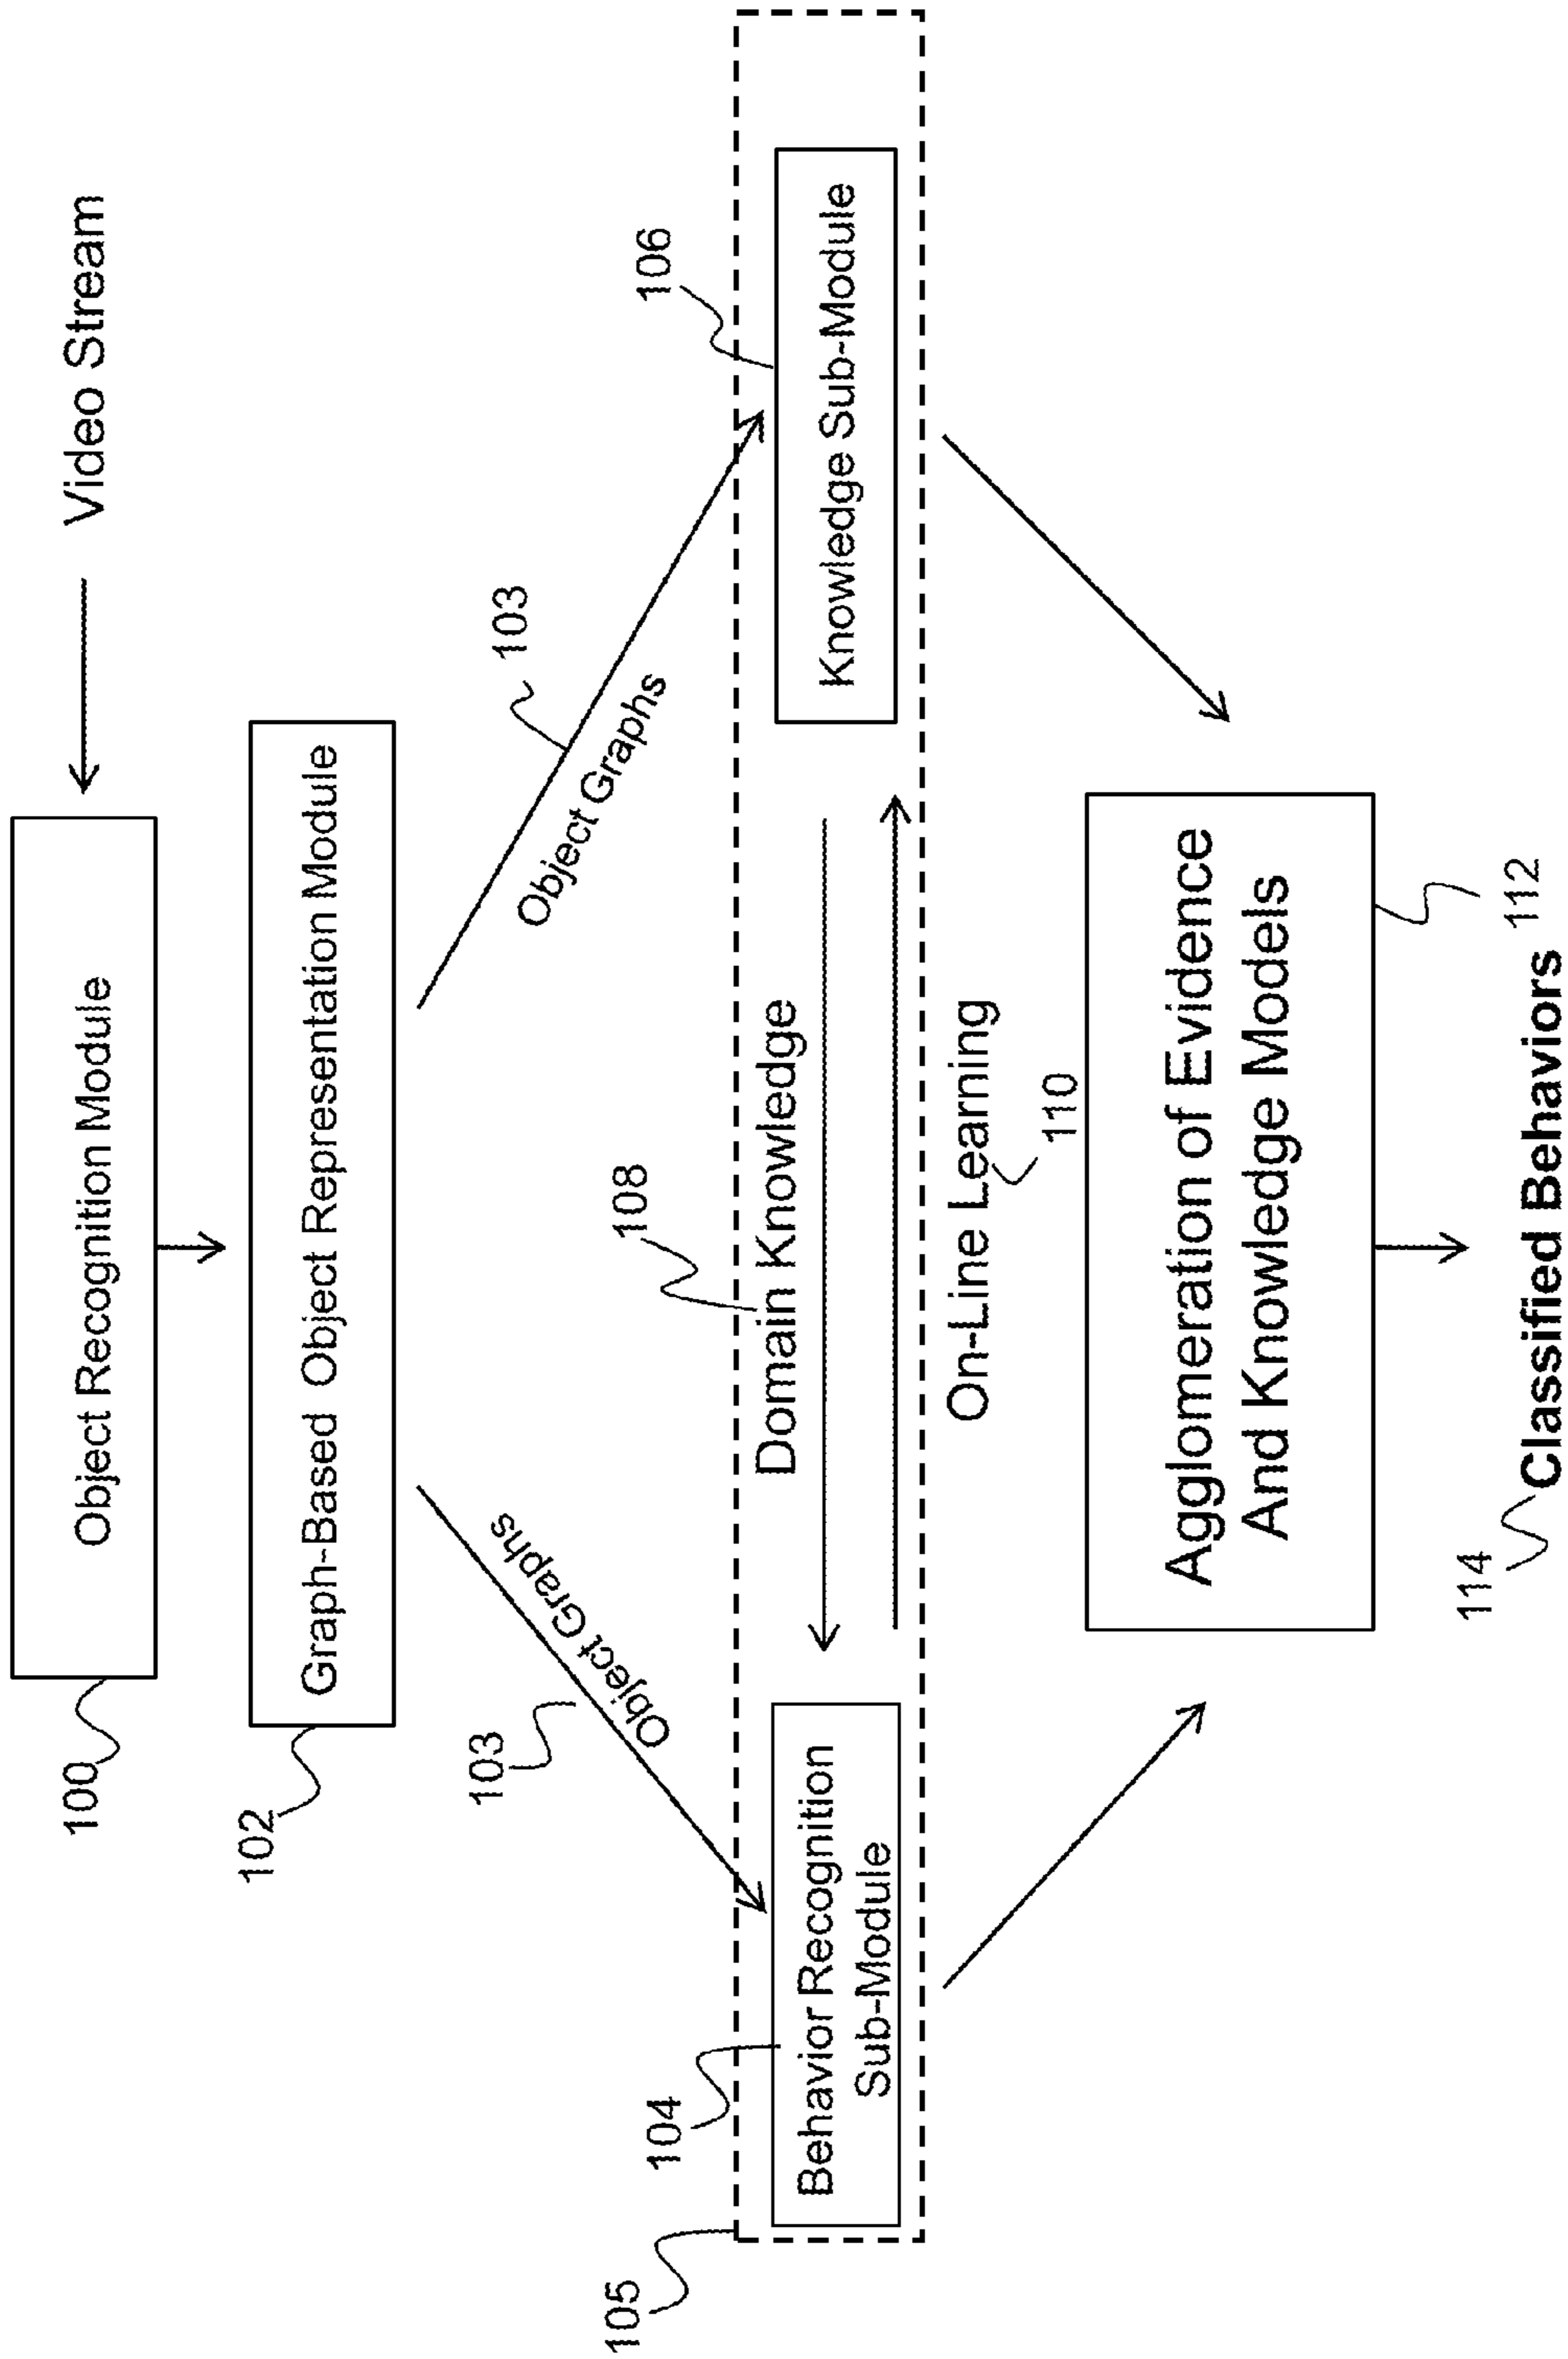 Video Stream
100
Object Recognition Module
102
Graph-Based Object Representation Module
103
Object Graphs
103
Object Graphs
105
104
Behavior Recognition
Sub-Module
108
Domain Knowledge
106
Knowledge Sub-Module
On-Line Learning
110
Agglomeration of Evidence
And Knowledge Models
112
114
Classified Behaviors